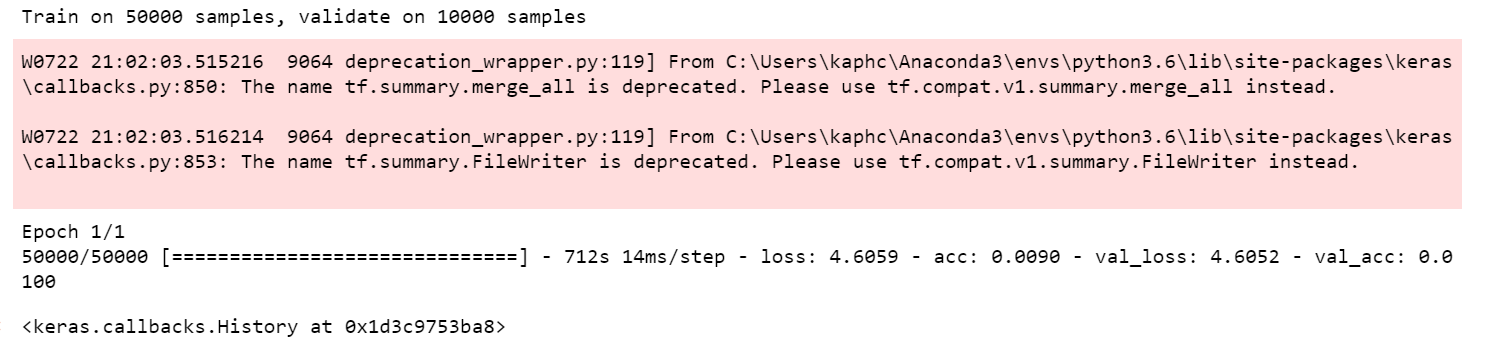 Train on 50000 samples, validate on 10000 samples
W0722 21:02:03.515216  9064 deprecation_wrapper.py:119] From C:\Users\kaphc\Anaconda3\envs\python3.6\lib\site-packages\keras
\callbacks.py:850: The name tf.summary.merge_all is deprecated. Please use tf.compat.v1.summary.merge_all instead.
W0722 21:02:03.516214  9064 deprecation_wrapper.py:119] From C:\Users\kaphc\Anaconda3\envs\python3.6\lib\site-packages\keras
\callbacks.py:853: The name tf.summary.FileWriter is deprecated. Please use tf.compat.v1.summary.FileWriter instead.
Epoch 1/1
50000/50000 [==============================] - 712s 14ms/step - loss: 4.6059 - acc: 0.0090 - val_loss: 4.6052 - val_acc: 0.0
100
<keras.callbacks.History at 0x1d3c9753ba8>